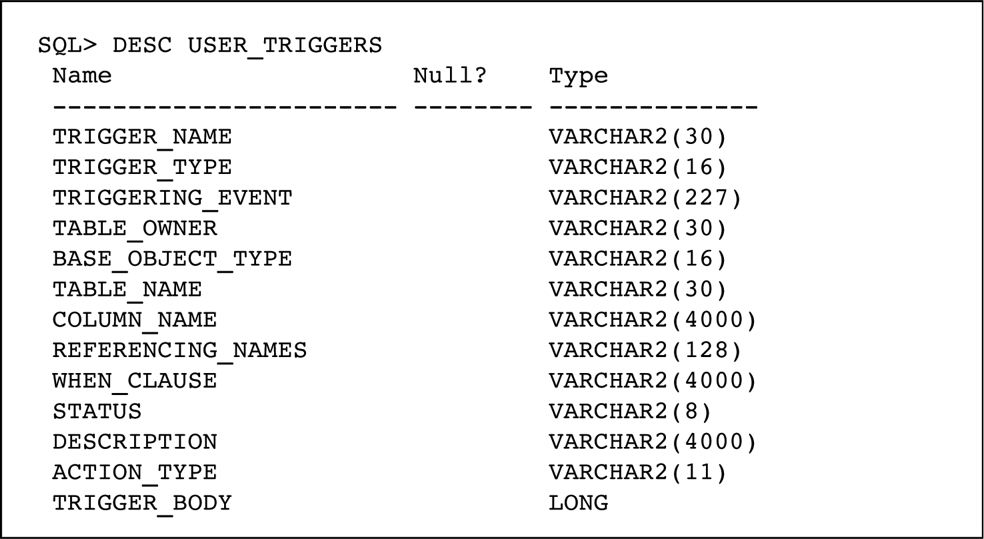 SQL> DESC USER_TRIGGERS
Name Null? Type
----------------------- -------- --------------
TRIGGER_NAME VARCHAR2(30)
TRIGGER_TYPE VARCHAR2(16)
TRIGGERING_EVENT VARCHAR2(227)
TABLE_OWNER VARCHAR2(30)
BASE_OBJECT_TYPE VARCHAR2(16)
TABLE_NAME VARCHAR2(30)
COLUMN_NAME VARCHAR2(4000)
REFERENCING_NAMES VARCHAR2(128)
WHEN_CLAUSE VARCHAR2(4000)
STATUS VARCHAR2(8)
DESCRIPTION VARCHAR2(4000)
ACTION_TYPE VARCHAR2(11)
TRIGGER_BODY LONG